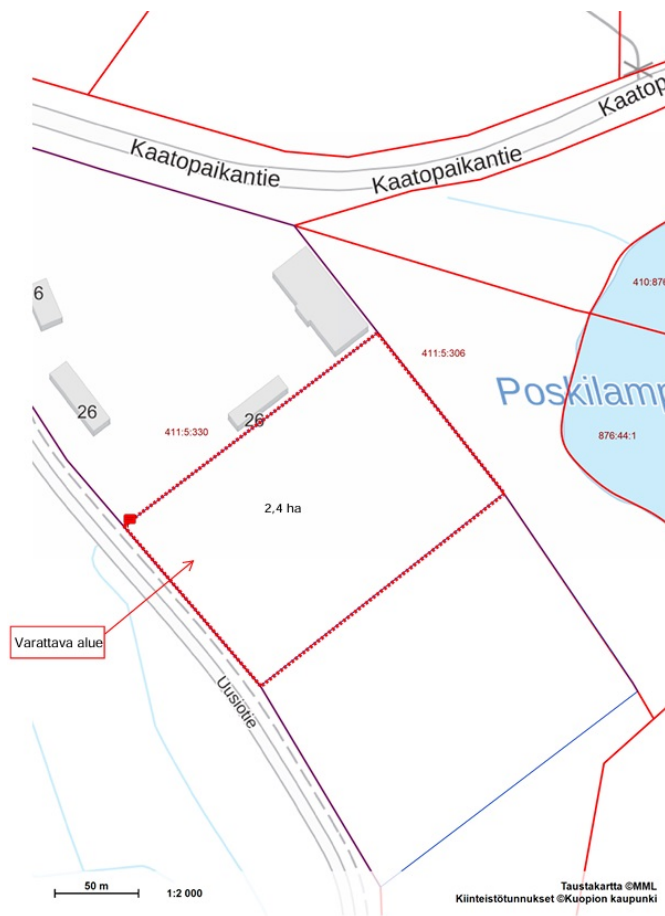 Kaatopaikantie
Kaatopaikantie
Kaatop
6
26
26
411:5:306
411:5:330
410:876
Poskilamp
876:44:1
2,4 ha
Varattava alue
Uusiotie
50 m
1:2 000
Taustakartta ©MML
Kiinteistötunnukset ©Kuopion kaupunki